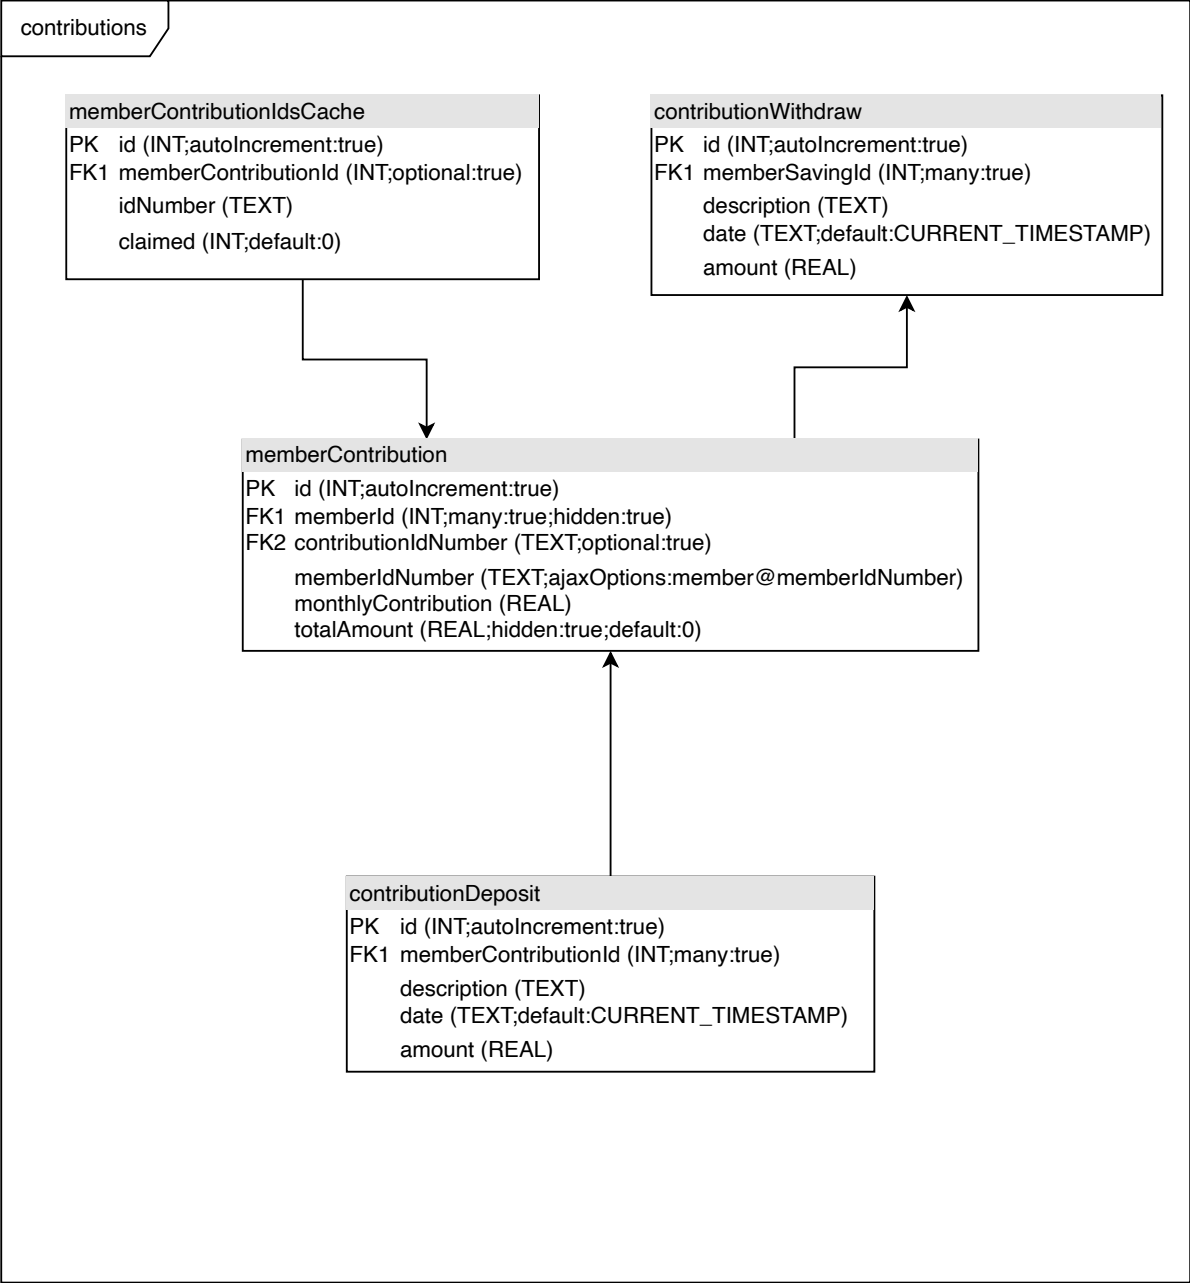 contributions
memberContributionIdsCache
PK id (INT;autoIncrement:true)
FK1 memberContributionId (INT;optional:true)
idNumber (TEXT)
claimed (INT;default:0)
contributionWithdraw
PK id (INT;autoIncrement:true)
FK1 memberSavingId (INT;many:true)
description (TEXT)
date (TEXT;default:CURRENT_TIMESTAMP)
amount (REAL)
memberContribution
PK id (INT;autoIncrement:true)
FK1 memberId (INT;many:true;hidden:true)
FK2 contributionIdNumber (TEXT;optional:true)
memberIdNumber (TEXT;ajaxOptions:member@memberIdNumber)
monthlyContribution (REAL)
totalAmount (REAL;hidden:true;default:0)
contributionDeposit
PK id (INT;autoIncrement:true)
FK1 memberContributionId (INT;many:true)
description (TEXT)
date (TEXT;default:CURRENT_TIMESTAMP)
amount (REAL)